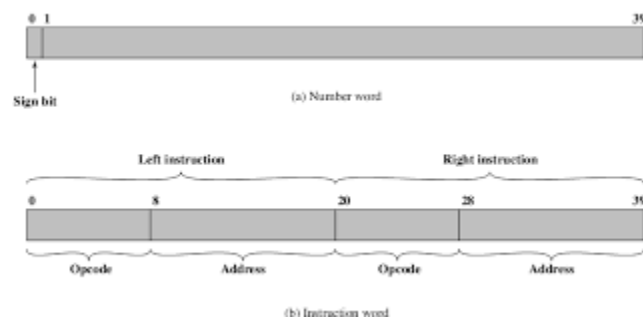 0 1 39
Sign bit
(a) Number word
Left instruction Right instruction
0 8 20 28 39
Opcode Address Opcode Address
(b) Instruction word